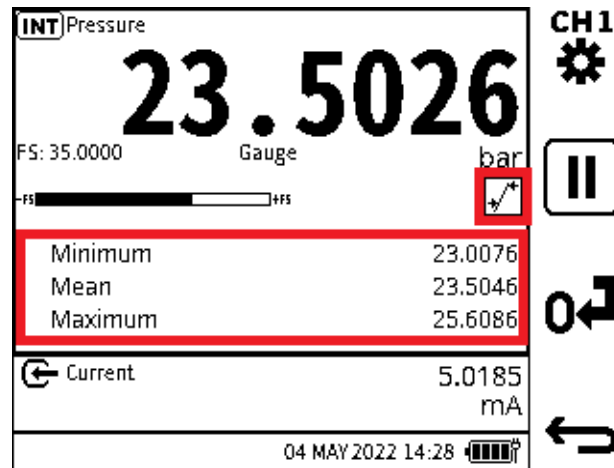 INT Pressure
CH1
23.5026
FS: 35.0000 Gauge bar
-FS +FS
Minimum 23.0076
Mean 23.5046
Maximum 25.6086
0
Current 5.0185
mA
04 MAY 2022 14:28